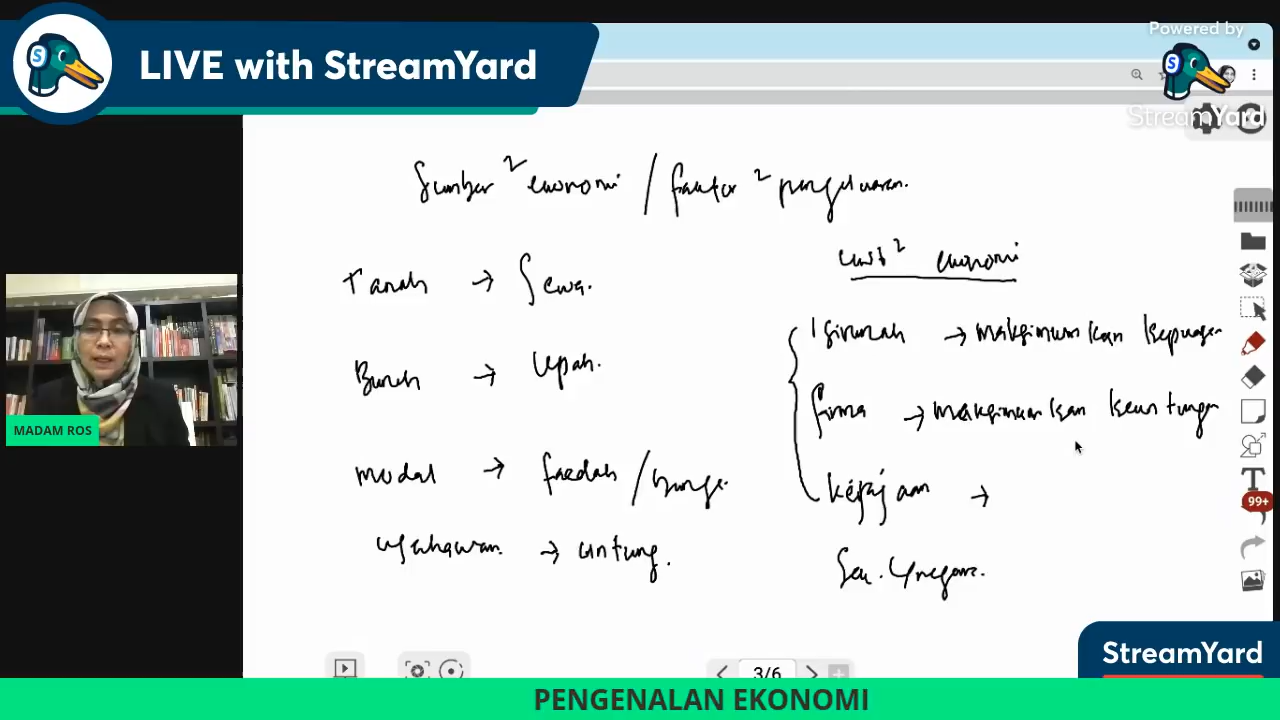 LIVE with StreamYard
Powered by
StreamYard
Sumber² ekonomi / faktor² pengeluaran.
Tanah → Sewa.
Buruh → Upah.
Modal → faedah / bunga.
Usahawan → untung.
Unit² ekonomi
Isirumah → maksimumkan kepuasan
firma → maksimumkan keuntungan
kerajaan →
Sek. L/negara.
MADAM ROS
99+
3/6
StreamYard
PENGENALAN EKONOMI